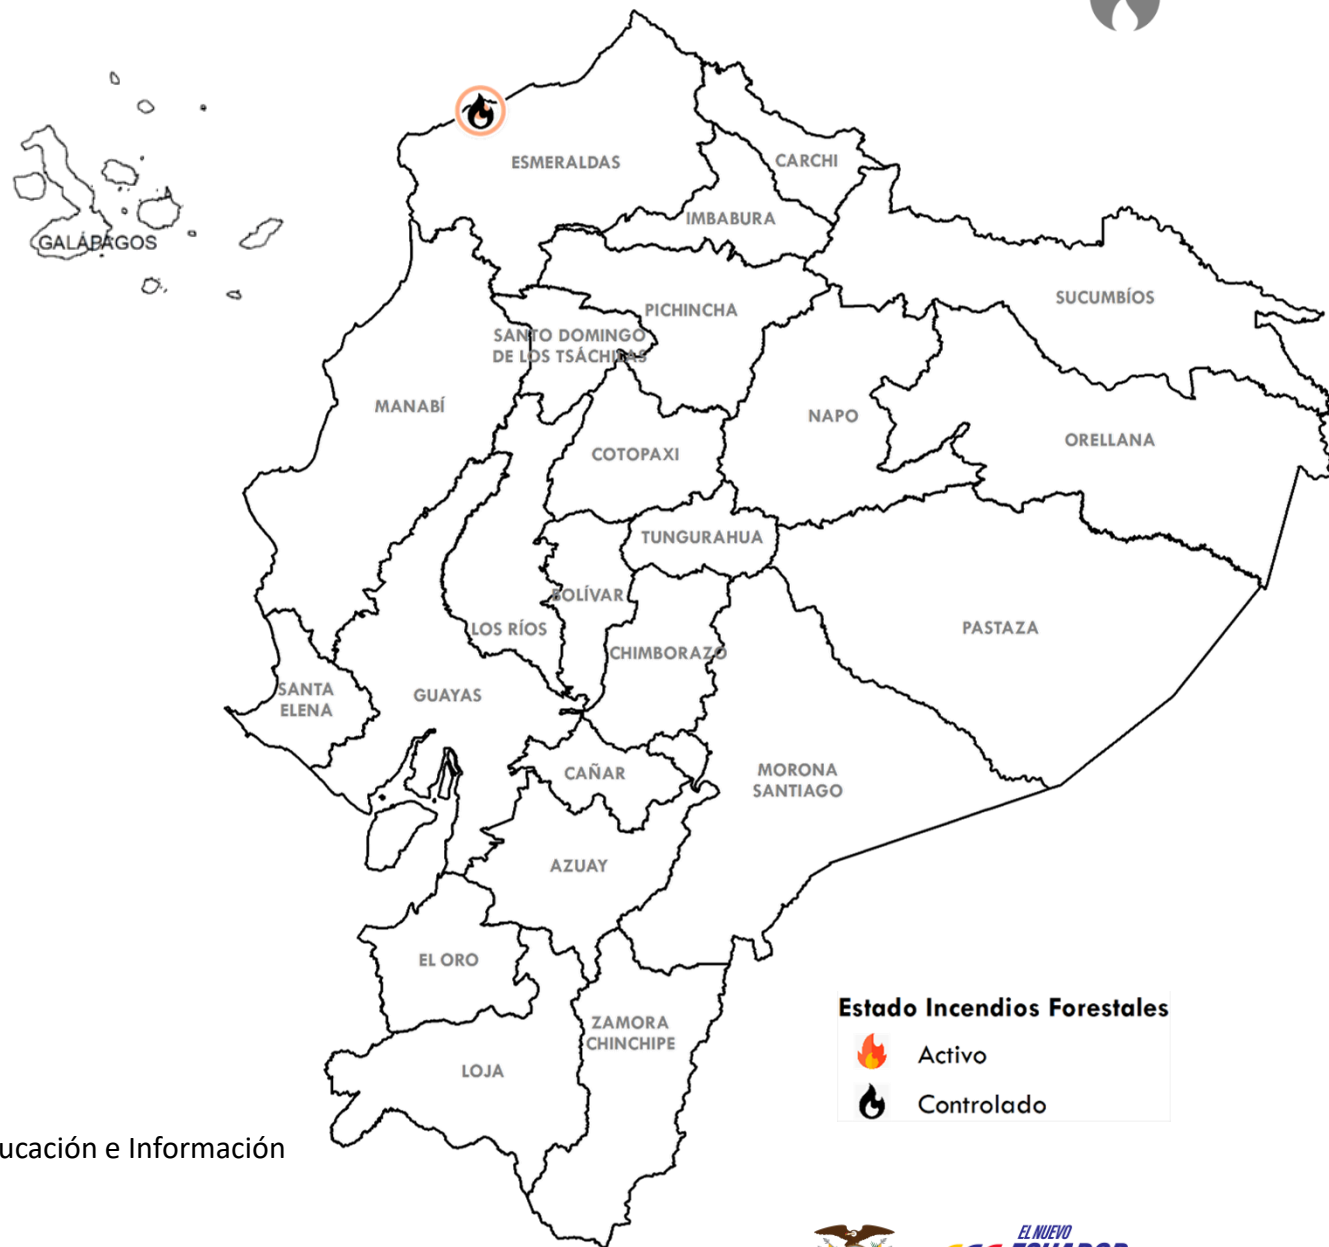 ESMERALDAS
CARCHI
IMBABURA
GALÁPAGOS
SUCUMBÍOS
PICHINCHA
SANTO DOMINGO
DE LOS TSÁCHILAS
MANABÍ
NAPO
ORELLANA
COTOPAXI
TUNGURAHUA
BOLÍVAR
LOS RÍOS
PASTAZA
CHIMBORAZO
SANTA
ELENA
GUAYAS
CAÑAR
MORONA
SANTIAGO
AZUAY
EL ORO
ZAMORA
CHINCHIPE
LOJA
Estado Incendios Forestales
Activo
Controlado
ucación e Información
EL NUEVO
ECUADOR